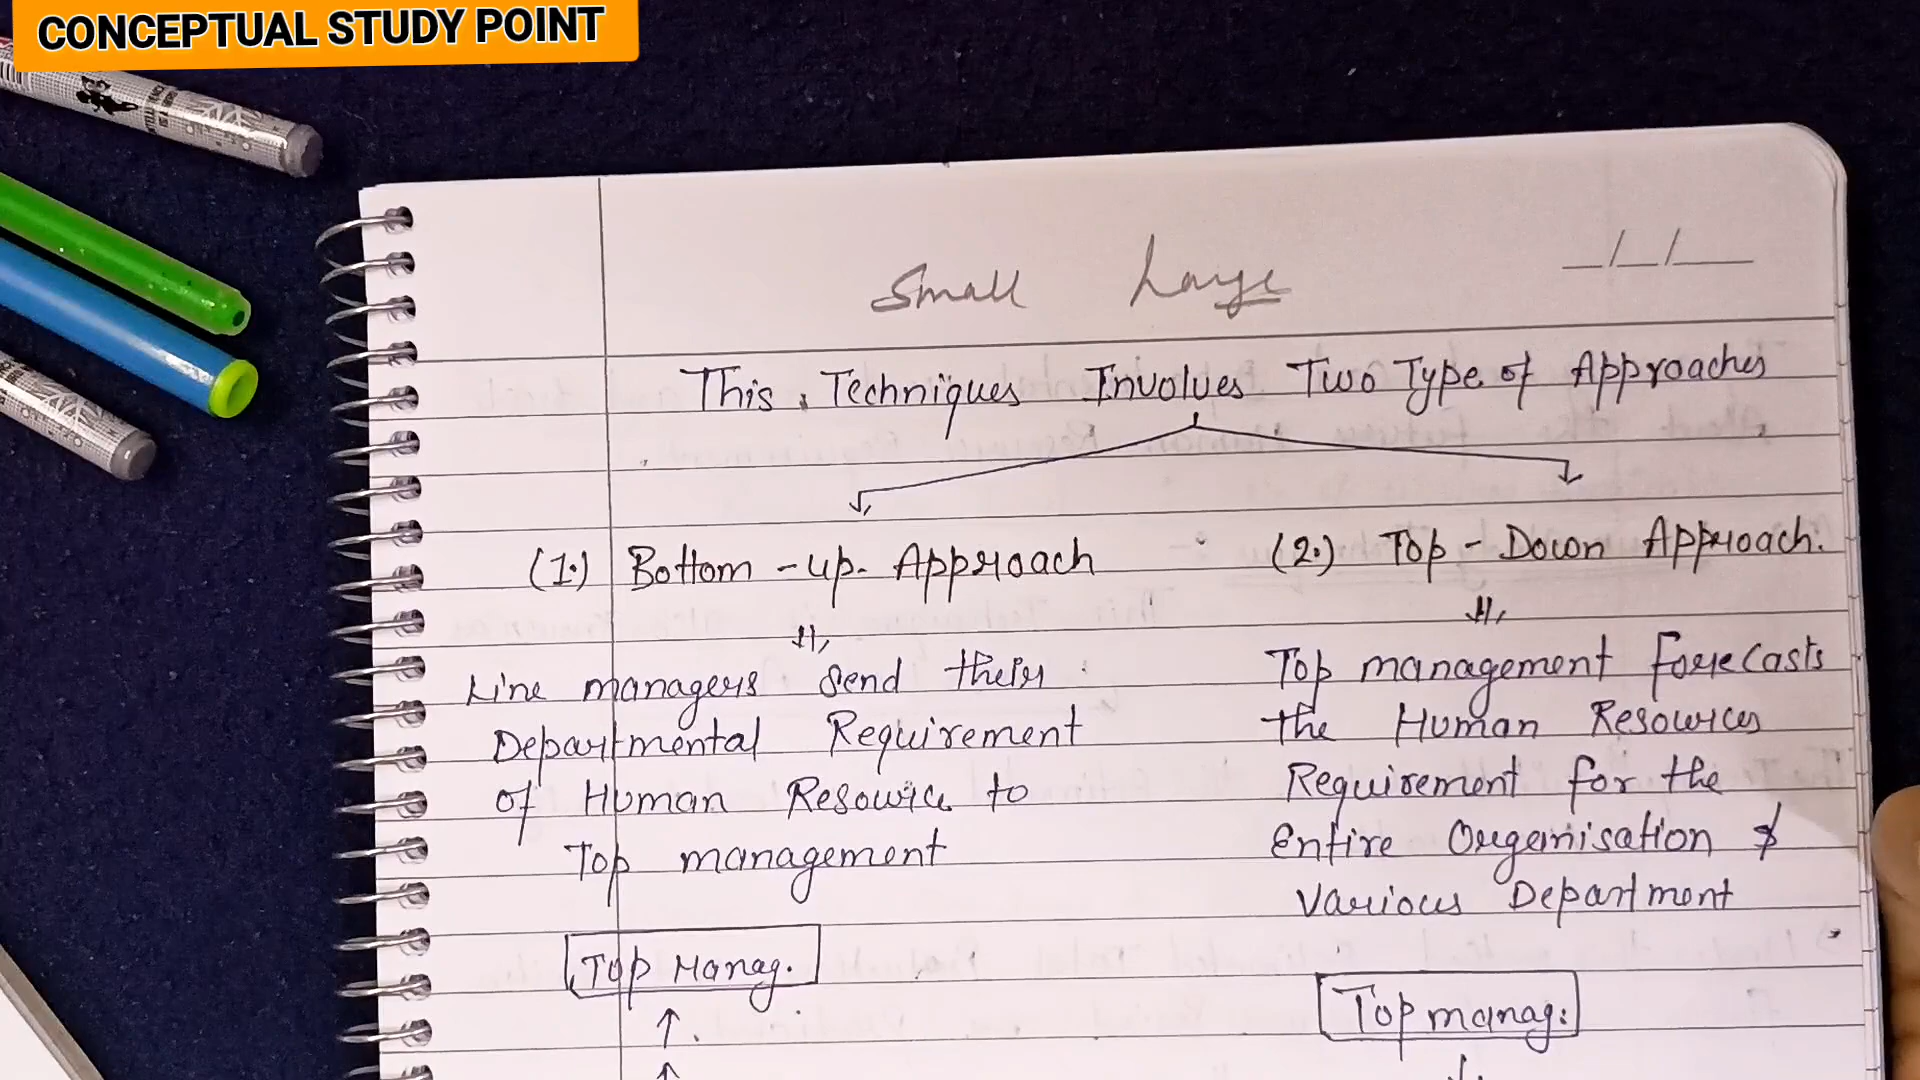 CONCEPTUAL STUDY POINT
Small Large
_/_/__
This Techniques Involves Two Type of Approaches
(1.) Bottom-up. Approach
Line managers send their
Departmental Requirement
of Human Resource to
Top management
Top Manag.
(2.) Top-Down Approach.
Top management forecasts
the Human Resources
Requirement for the
Entire Organisation &
Various Department
Top manag.